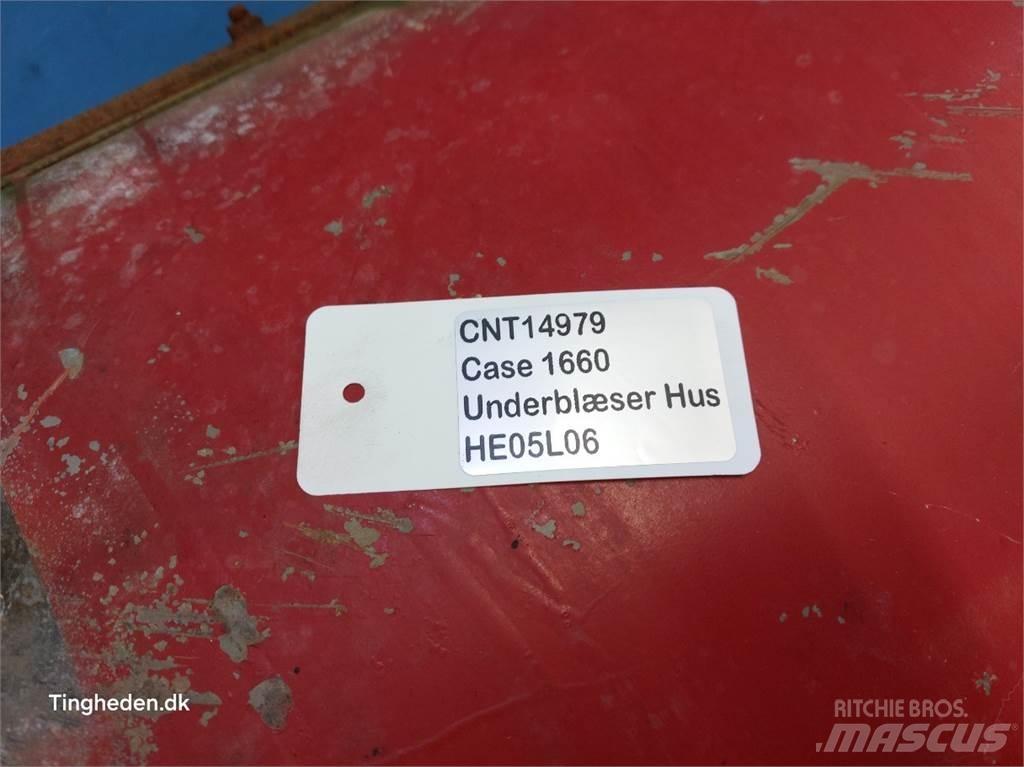 CNT14979
Case 1660
Underblæser Hus
HE05L06
Tingheden.dk
RITCHIE BROS.
MASCUS